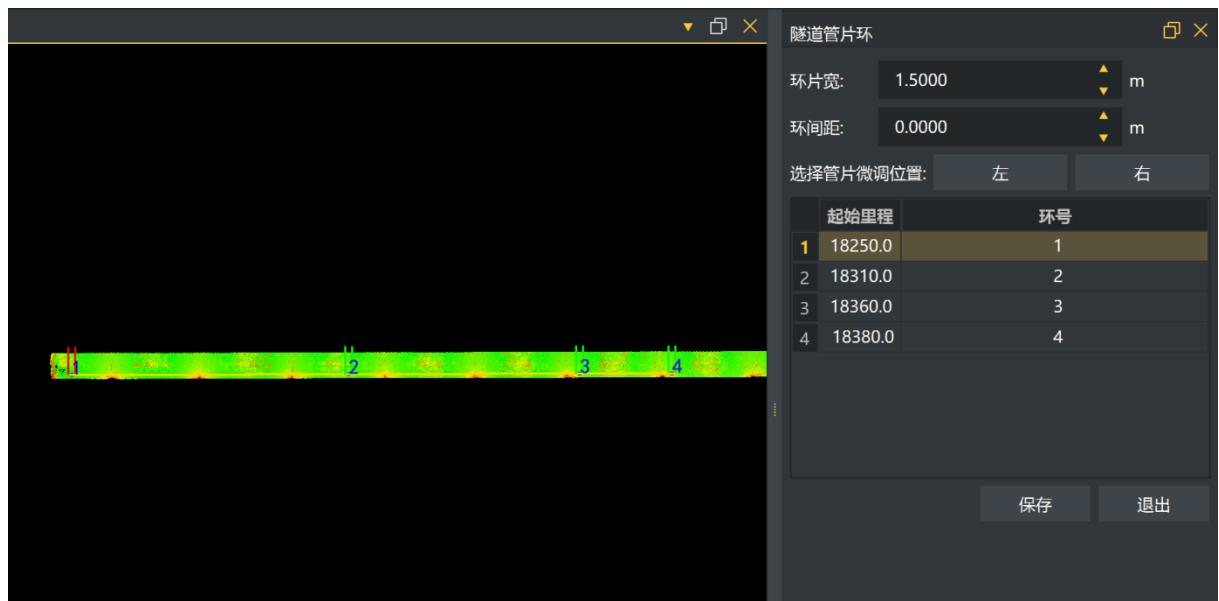 隧道管片环
环片宽: 1.5000 m
环间距: 0.0000 m
选择管片微调位置: 左 右
起始里程 环号
1 18250.0 1
2 18310.0 2
3 18360.0 3
4 18380.0 4
1 2 3 4
保存 退出